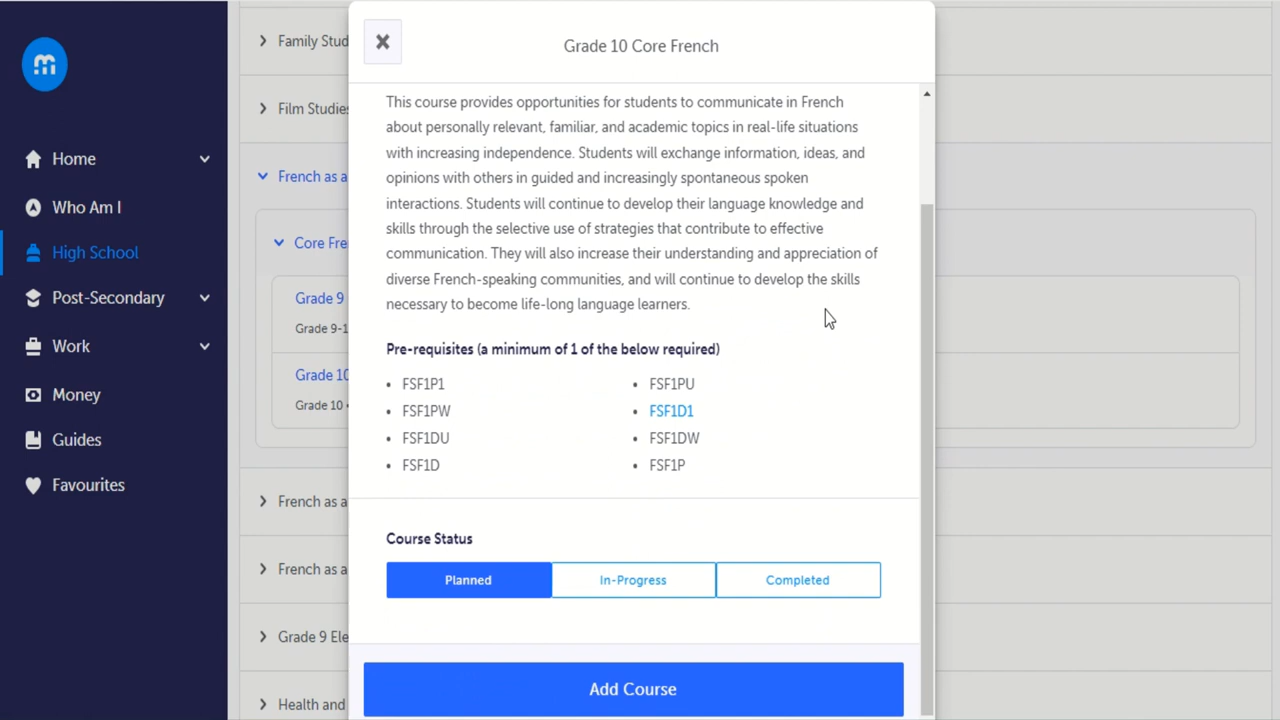 m
Home
Who Am I
High School
Post-Secondary
Work
Money
Guides
Favourites
Family Stud
Film Studies
French as a
Core Fre
Grade 9
Grade 9-1
Grade 10
Grade 10 •
French as a
French as a
Grade 9 Ele
Health and
Grade 10 Core French
This course provides opportunities for students to communicate in French
about personally relevant, familiar, and academic topics in real-life situations
with increasing independence. Students will exchange information, ideas, and
opinions with others in guided and increasingly spontaneous spoken
interactions. Students will continue to develop their language knowledge and
skills through the selective use of strategies that contribute to effective
communication. They will also increase their understanding and appreciation of
diverse French-speaking communities, and will continue to develop the skills
necessary to become life-long language learners.
Pre-requisites (a minimum of 1 of the below required)
• FSF1P1 • FSF1PU
• FSF1PW • FSF1D1
• FSF1DU • FSF1DW
• FSF1D • FSF1P
Course Status
Planned In-Progress Completed
Add Course